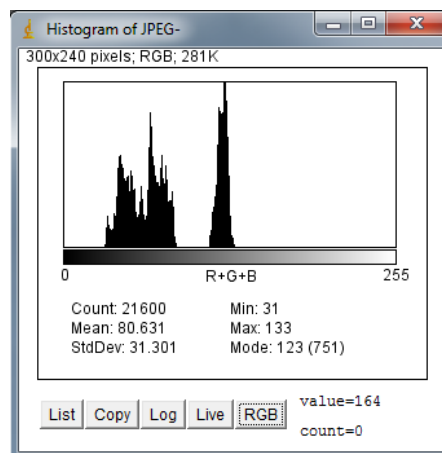 Histogram of JPEG-
300x240 pixels; RGB; 281K
0 R+G+B 255
Count: 21600 Min: 31
Mean: 80.631 Max: 133
StdDev: 31.301 Mode: 123 (751)
List Copy Log Live RGB value=164
count=0